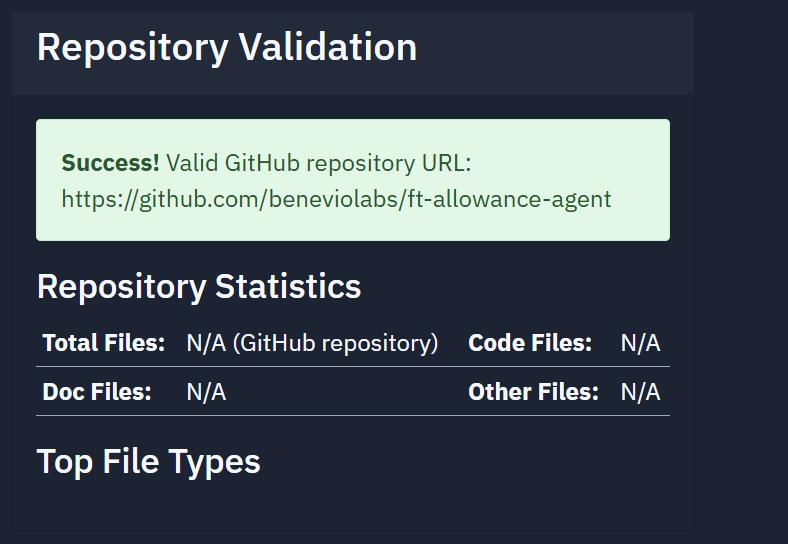 Repository Validation
Success! Valid GitHub repository URL:
https://github.com/beneviolabs/ft-allowance-agent
Repository Statistics
Total Files: N/A (GitHub repository) Code Files: N/A
Doc Files: N/A Other Files: N/A
Top File Types